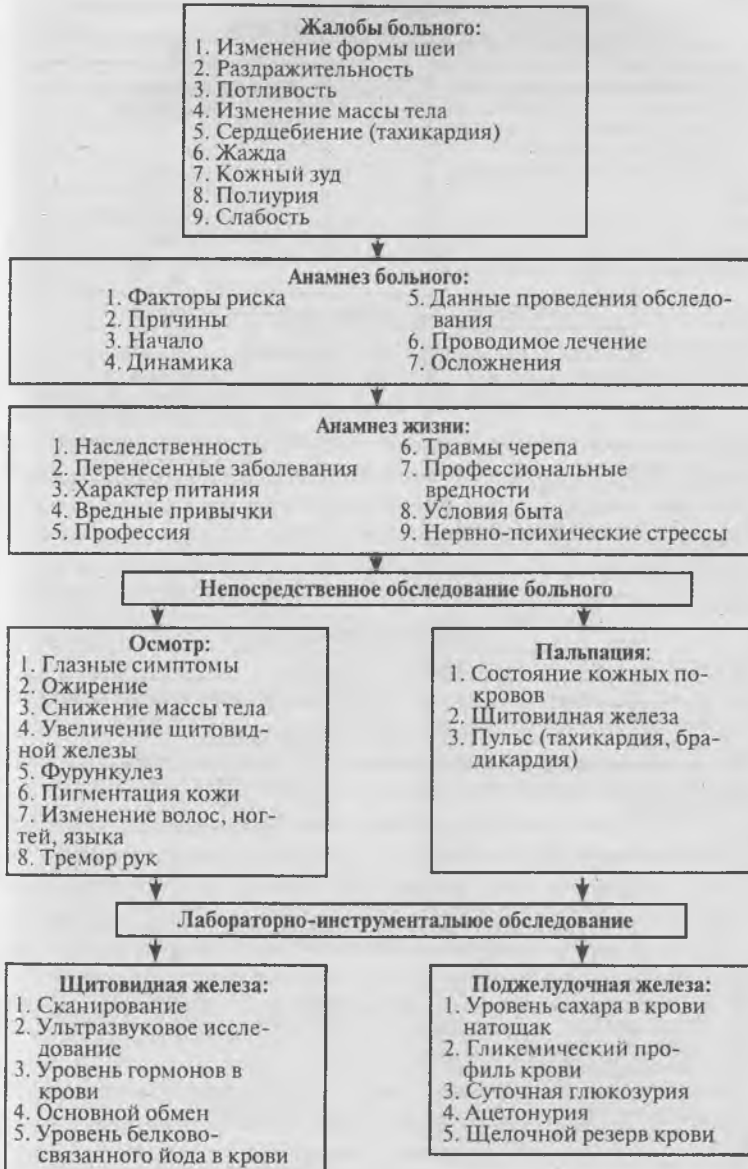 Жалобы больного:
1. Изменение формы шеи
2. Раздражительность
3. Потливость
4. Изменение массы тела
5. Сердцебиение (тахикардия)
6. Жажда
7. Кожный зуд
8. Полиурия
9. Слабость
Анамнез больного:
1. Факторы риска
2. Причины
3. Начало
4. Динамика
5. Данные проведения обследо-
вания
6. Проводимое лечение
7. Осложнения
Анамнез жизни:
1. Наследственность
2. Перенесенные заболевания
3. Характер питания
4. Вредные привычки
5. Профессия
6. Травмы черепа
7. Профессиональные
вредности
8. Условия быта
9. Нервно-психические стрессы
Непосредственное обследование больного
Осмотр:
1. Глазные симптомы
2. Ожирение
3. Снижение массы тела
4. Увеличение щитовид-
ной железы
5. Фурункулез
6. Пигментация кожи
7. Изменение волос, ног-
тей, языка
8. Тремор рук
Пальпация:
1. Состояние кожных по-
кровов
2. Щитовидная железа
3. Пульс (тахикардия, бра-
дикардия)
Лабораторно-инструментальное обследование
Щитовидная железа:
1. Сканирование
2. Ультразвуковое иссле-
дование
3. Уровень гормонов в
крови
4. Основной обмен
5. Уровень белково-
связанного йода в крови
Поджелудочная железа:
1. Уровень сахара в крови
натощак
2. Гликемический про-
филь крови
3. Суточная глюкозурия
4. Ацетонурия
5. Щелочной резерв крови